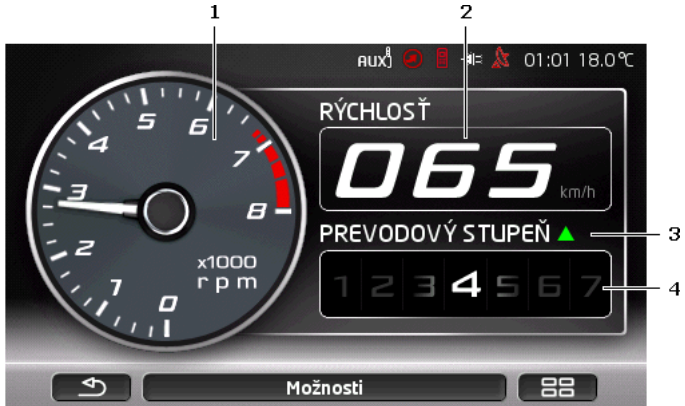 1 2
AUX 01:01 18.0°C
RÝCHLOSŤ
065 km/h
PREVODOVÝ STUPEŇ 3
1 2 3 4 5 6 7 4
0 1 2 3 4 5 6 7 8
x1000
rpm
Možnosti